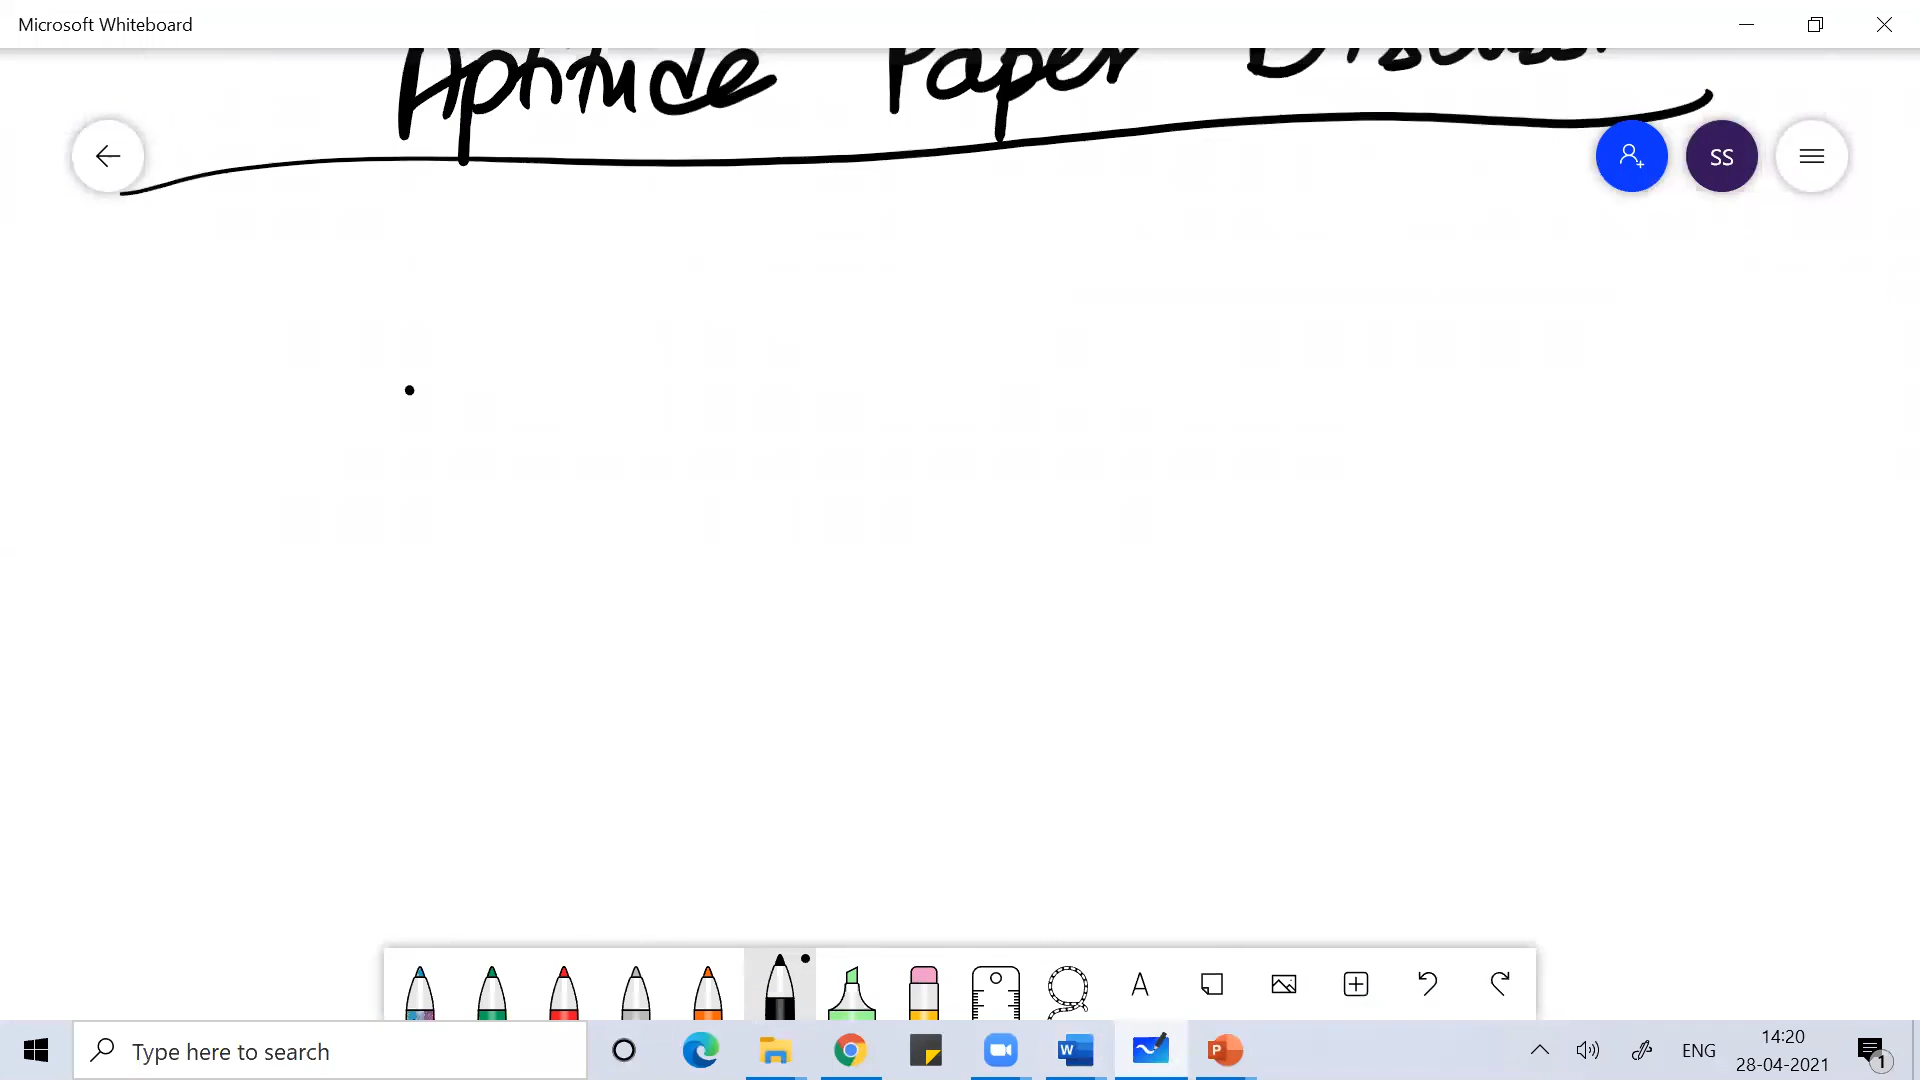 Microsoft Whiteboard
Aptitude Paper
SS
A
Type here to search
W
P
ENG
14:20
28-04-2021
1